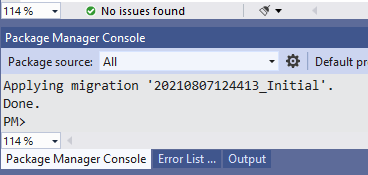 114 % No issues found
Package Manager Console
Package source: All Default pr
Applying migration '20210807124413_Initial'.
Done.
PM>
114 %
Package Manager Console Error List ... Output